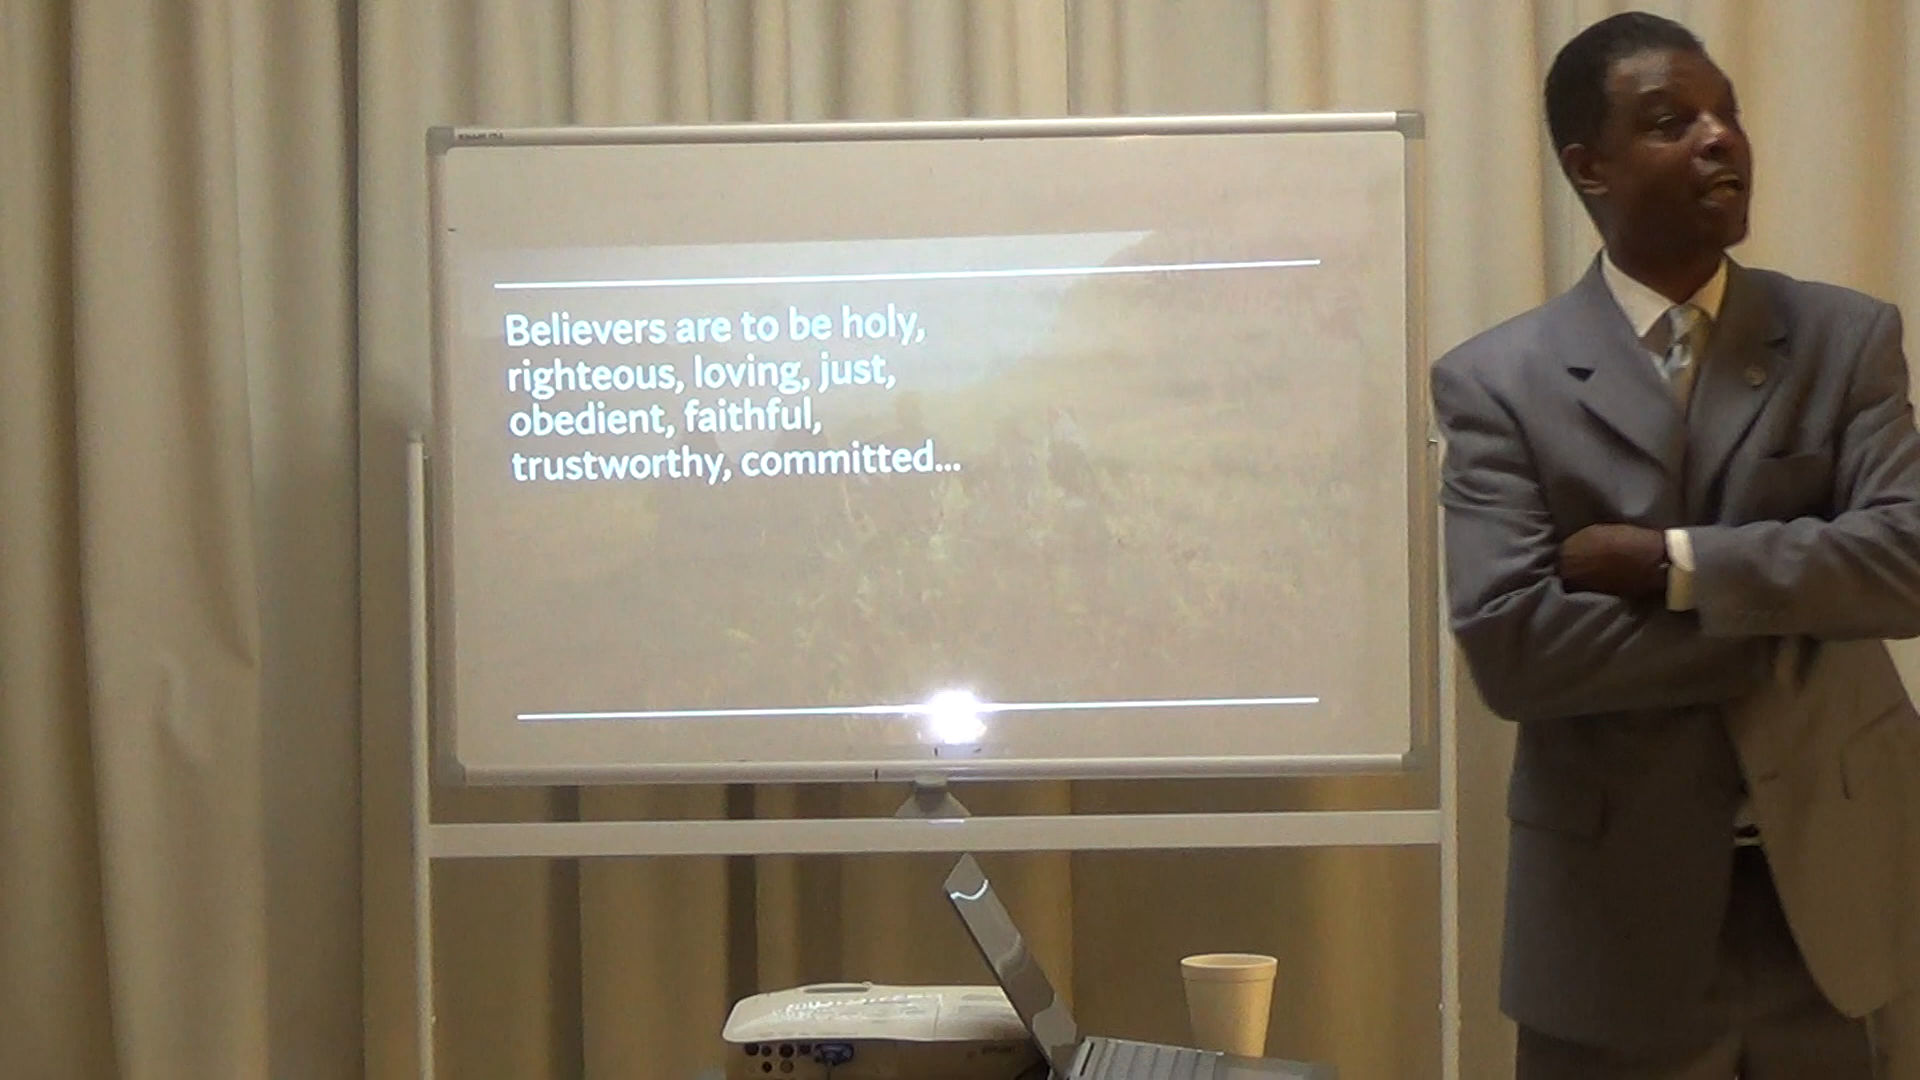 Believers are to be holy,
righteous, loving, just,
obedient, faithful,
trustworthy, committed...